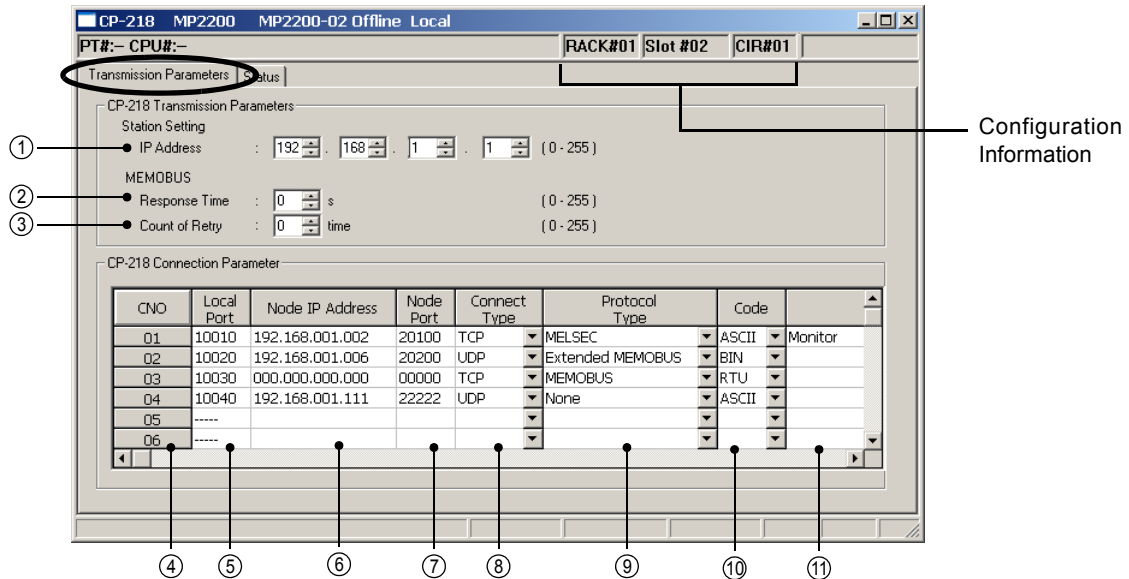 CP-218 MP2200 MP2200-02 Offline Local
PT#:– CPU#:–
RACK#01 Slot #02 CIR#01
Transmission Parameters Status
CP-218 Transmission Parameters
Station Setting
① IP Address : 192 . 168 . 1 . 1 ( 0 - 255 )
Configuration
Information
MEMOBUS
② Response Time : 0 s ( 0 - 255 )
③ Count of Retry : 0 time ( 0 - 255 )
CP-218 Connection Parameter
CNO Local Port Node IP Address Node Port Connect Type Protocol Type Code
01 10010 192.168.001.002 20100 TCP MELSEC ASCII Monitor
02 10020 192.168.001.006 20200 UDP Extended MEMOBUS BIN
03 10030 000.000.000.000 00000 TCP MEMOBUS RTU
04 10040 192.168.001.111 22222 UDP None ASCII
05 -----
06 -----
④ ⑤ ⑥ ⑦ ⑧ ⑨ ⑩ ⑪